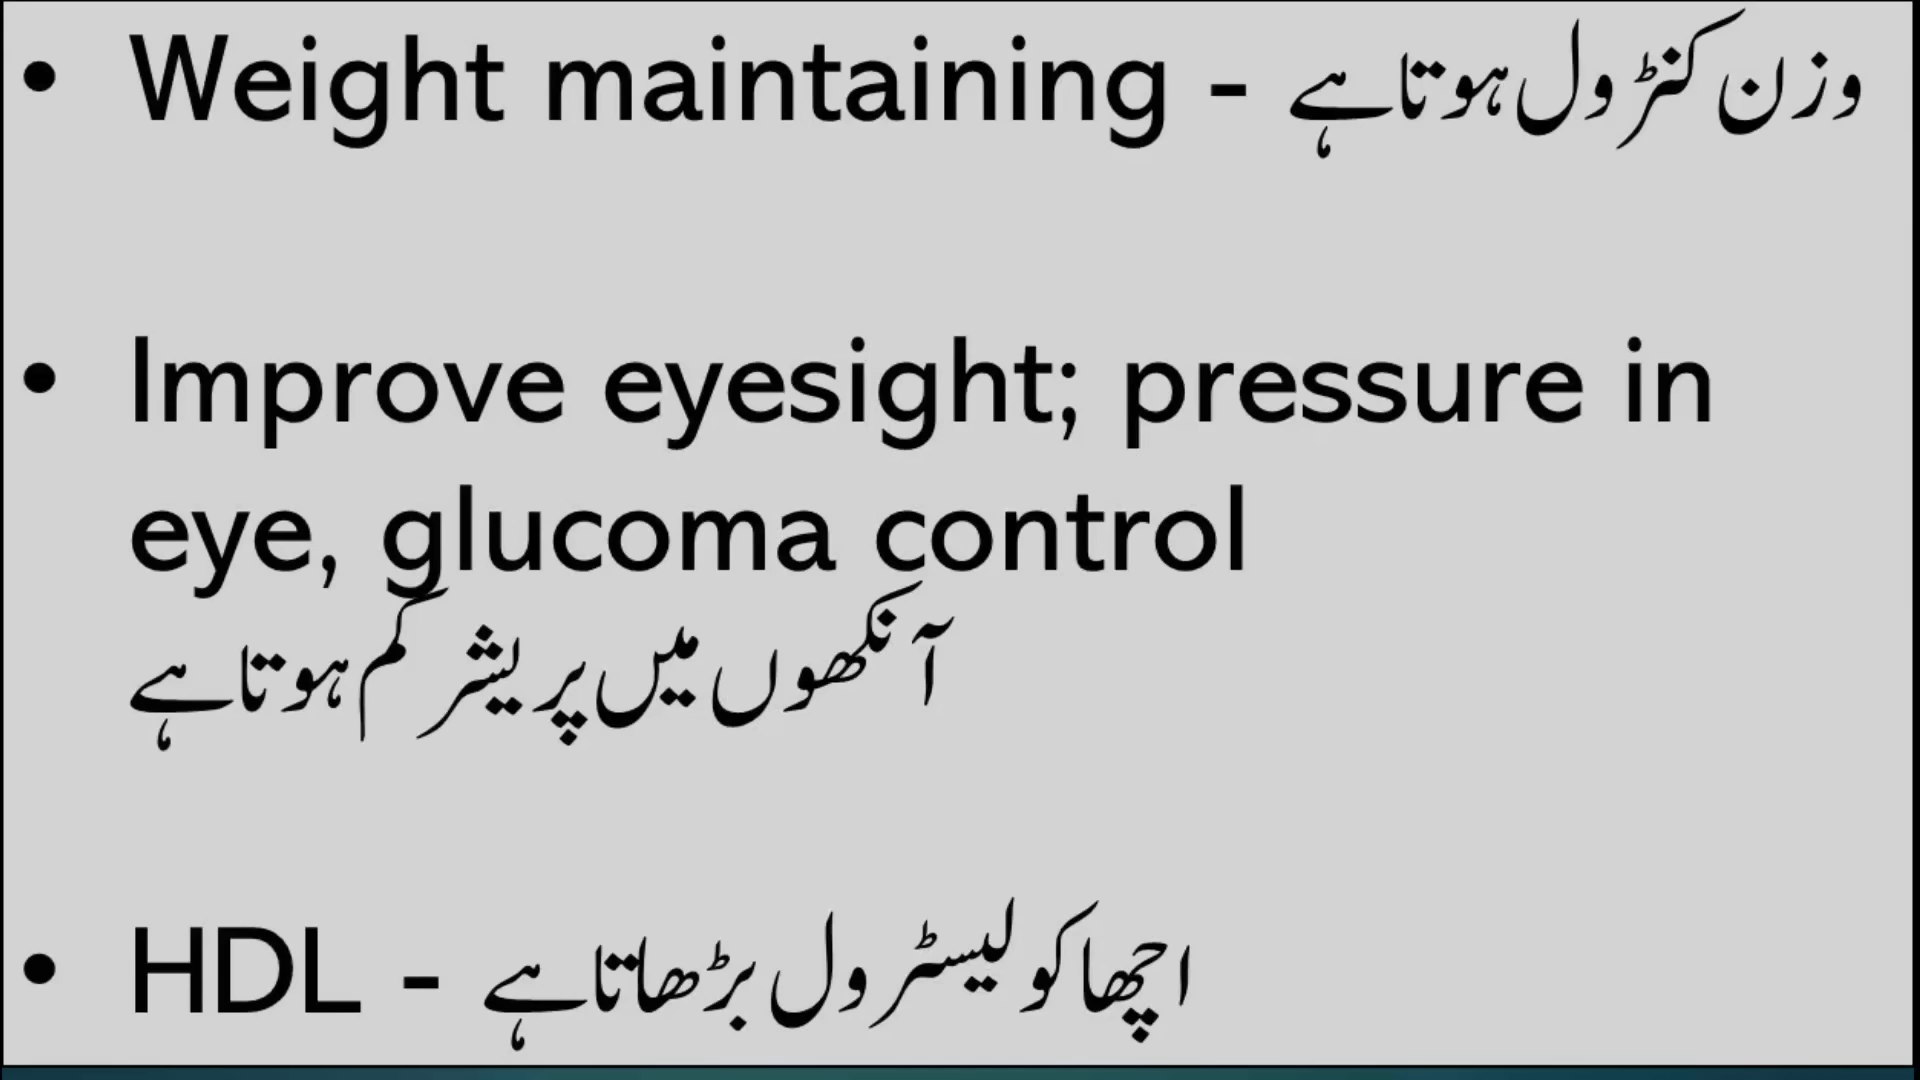 • Weight maintaining - وزن کنٹرول ہوتا ہے
• Improve eyesight; pressure in
eye, glucoma control
آنکھوں میں پریشر کم ہوتا ہے
• HDL - اچھا کولیسٹرول بڑھاتا ہے